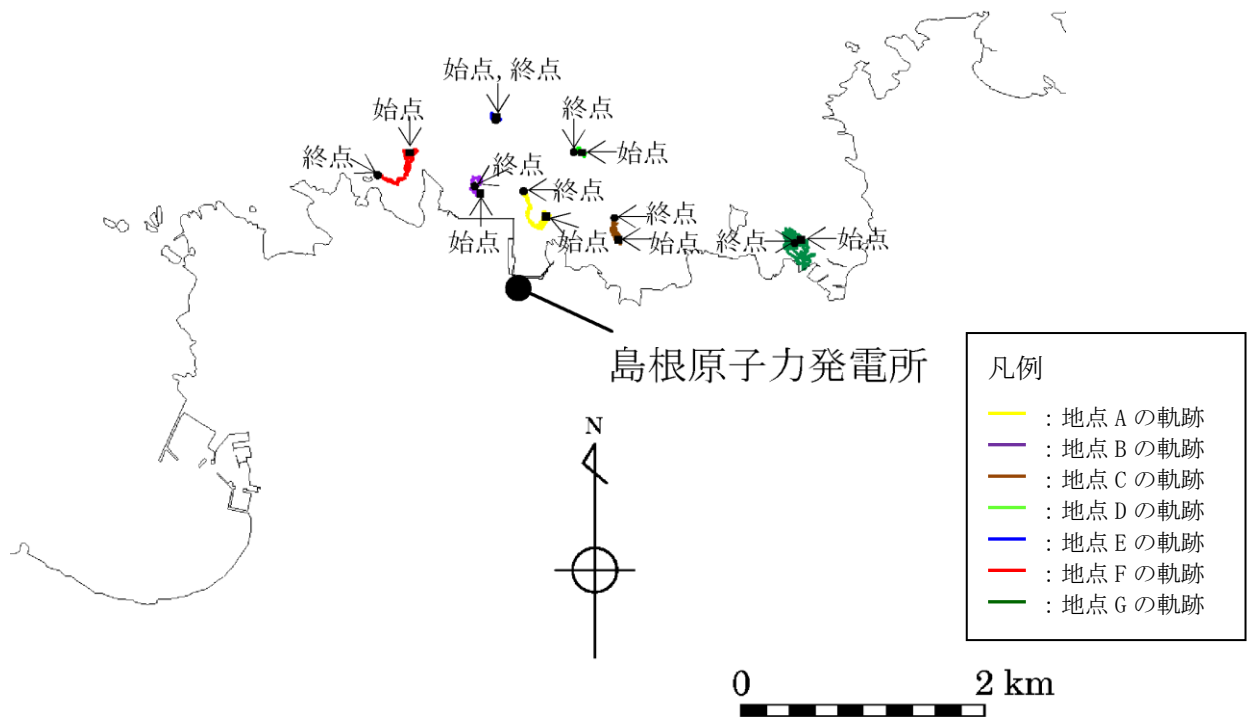 始点, 終点
始点
終点
終点
始点
終点
終点
終点
始点
始点
始点
終点
始点
島根原子力発電所
N
凡例
：地点 A の軌跡
：地点 B の軌跡
：地点 C の軌跡
：地点 D の軌跡
：地点 E の軌跡
：地点 F の軌跡
：地点 G の軌跡
0 2 km